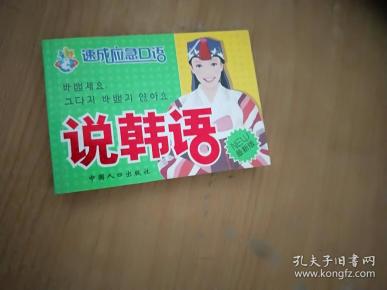 速成应急口语
바쁘세요
그다지 바쁘지 않아요
说韩语
NEW
最新版
中国人口出版社
孔夫子旧书网
www.kongfz.com